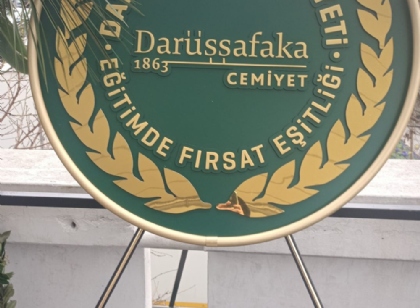 Darüşşafaka
1863
CEMİYET
EĞİTİMDE FIRSAT EŞİTLİĞİ